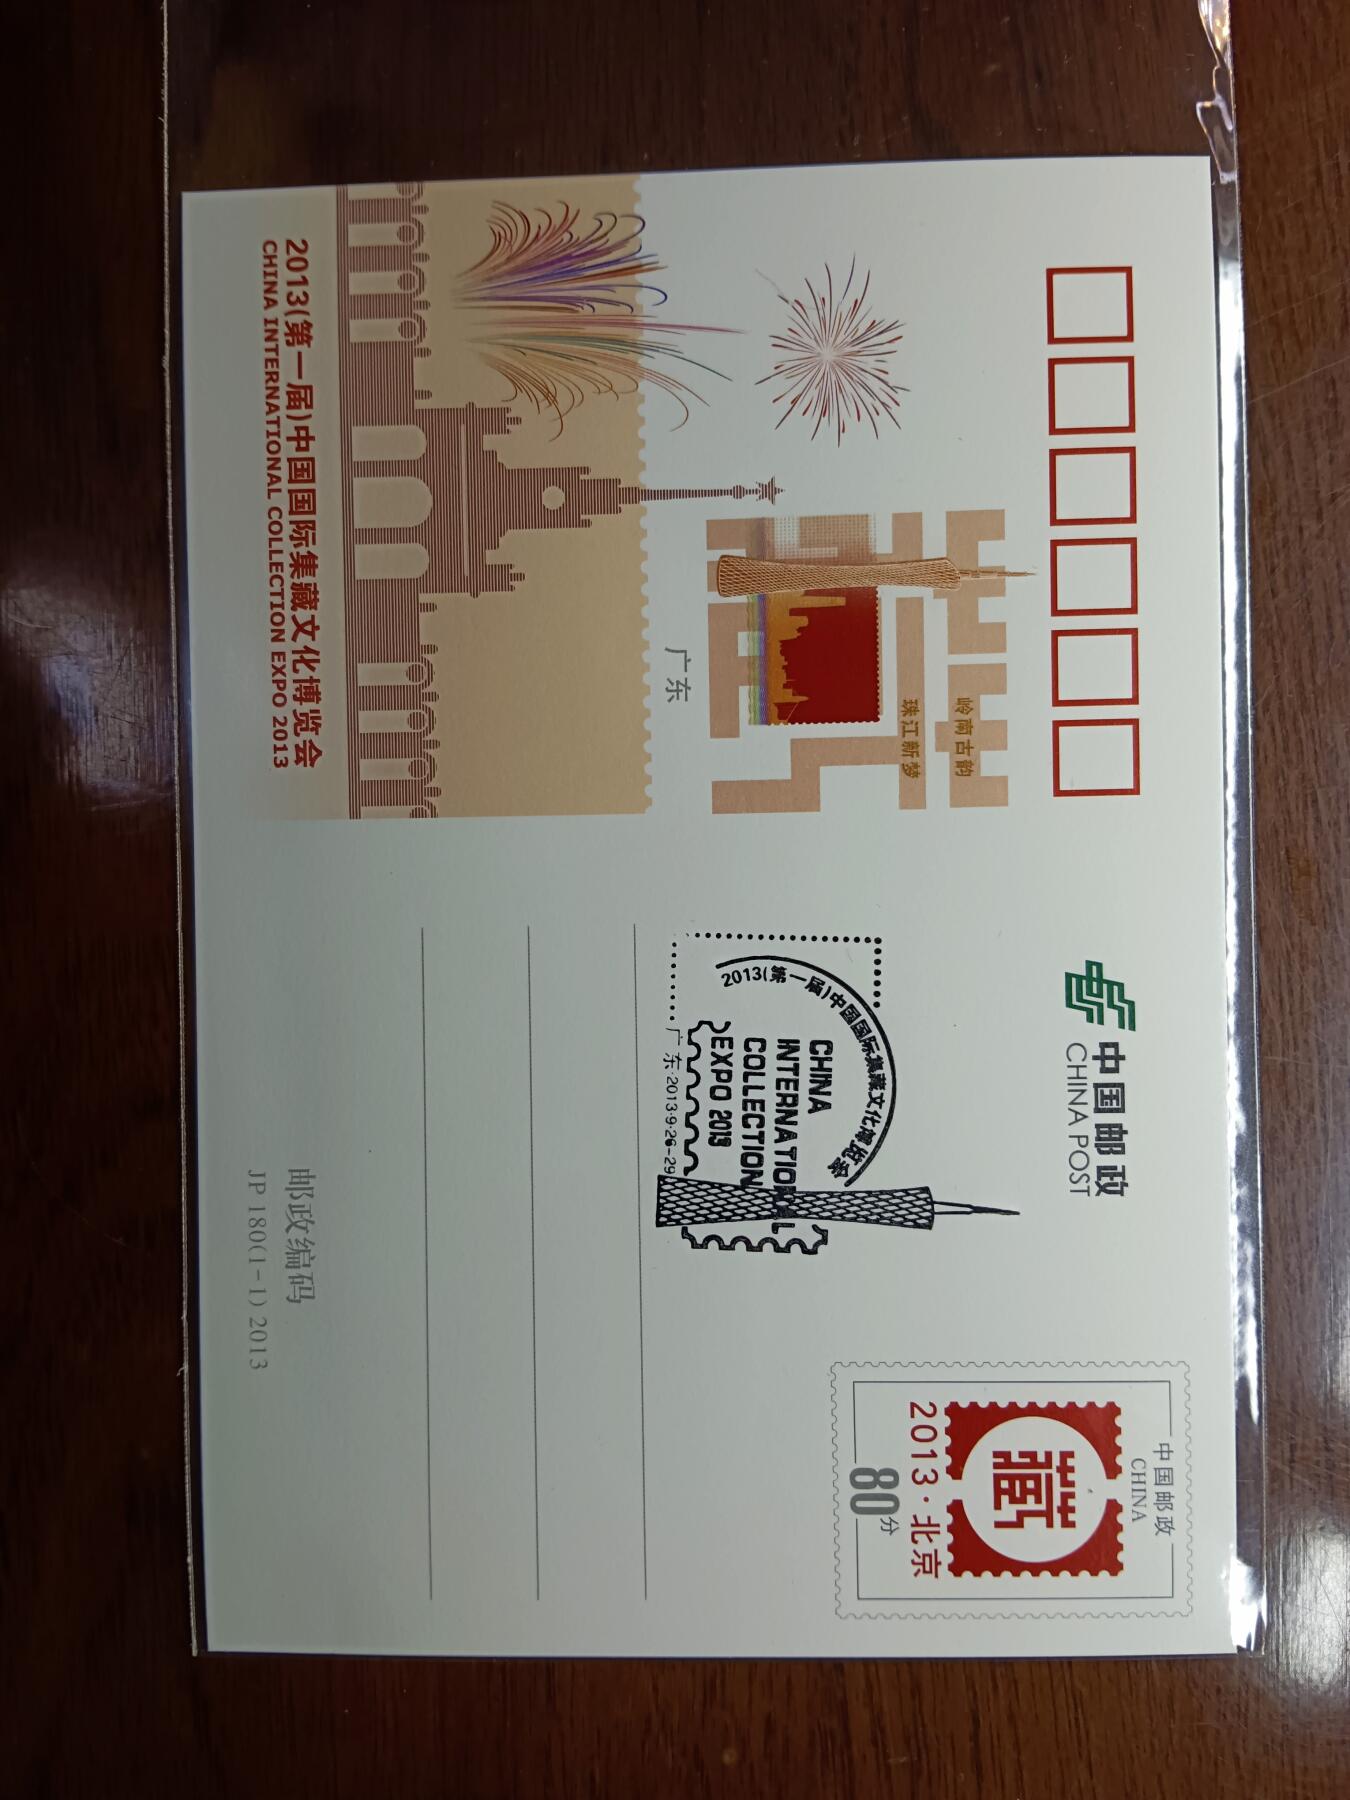 中国邮政
CHINA POST
中国邮政
CHINA
2013·北京
80分
岭南古韵
珠江新梦
广东
2013(第一届)中国国际集藏文化博览会
CHINA
INTERNATIONAL
COLLECTION
EXPO 2013
广东·2013·9·26-29
2013(第一届)中国国际集藏文化博览会
CHINA INTERNATIONAL COLLECTION EXPO 2013
邮政编码
JP 180(1-1) 2013